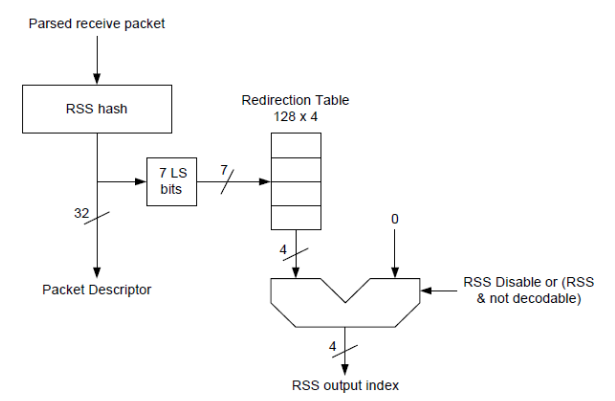 Parsed receive packet
RSS hash
Redirection Table
128 x 4
7 LS
bits
7
32
0
4
Packet Descriptor
RSS Disable or (RSS
& not decodable)
4
RSS output index